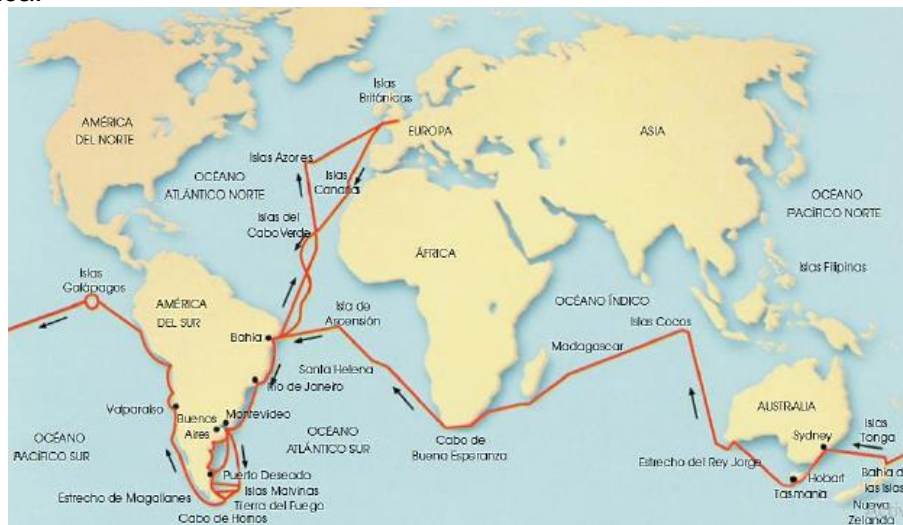 Islas
Británicas
AMÉRICA
DEL NORTE
EUROPA
ASIA
Islas Azores
OCÉANO
ATLÁNTICO NORTE
Islas
Canarias
OCÉANO
PACÍFICO NORTE
Islas del
Cabo Verde
ÁFRICA
Islas Filipinas
Islas
Galápagos
AMÉRICA
DEL SUR
Isla de
Ascensión
OCÉANO ÍNDICO
Islas Cocos
Bahía
Madagascar
Santa Helena
Río de Janeiro
Valparaíso
Buenos
Aires
Montevideo
AUSTRALIA
Sydney
Islas
Tonga
OCÉANO
PACÍFICO SUR
OCÉANO
ATLÁNTICO SUR
Cabo de
Buena Esperanza
Estrecho del Rey Jorge
Hobart
Tasmania
Bahía d
las Islas
Nueva
Zelanda
Puerto Deseado
Islas Malvinas
Estrecho de Magallanes
Tierra del Fuego
Cabo de Hornos